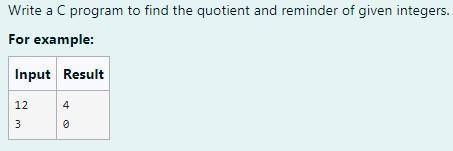 Write a C program to find the quotient and reminder of given integers.
For example:
Input Result
12 4
3 0